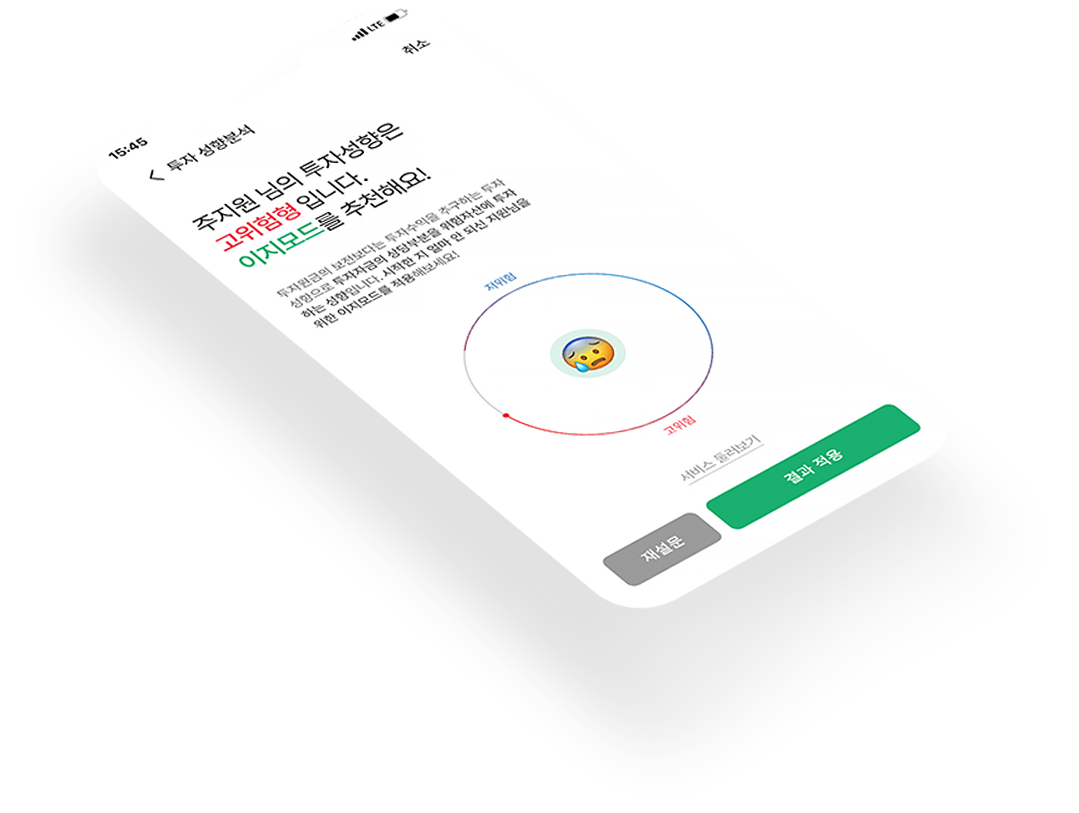 15:45
LTE
취소
투자 성향분석
주지원 님의 투자성향은
고위험형 입니다.
이지모드를 추천해요!
투자원금의 보전보다는 투자수익을 추구하는 투자
성향으로 투자자금의 상당부분을 위험자산에 투자
하는 성향입니다. 시작한 지 얼마 안 되신 지원님을
위한 이지모드를 적용해보세요!
저위험
고위험
서비스 둘러보기
재설문
결과 적용